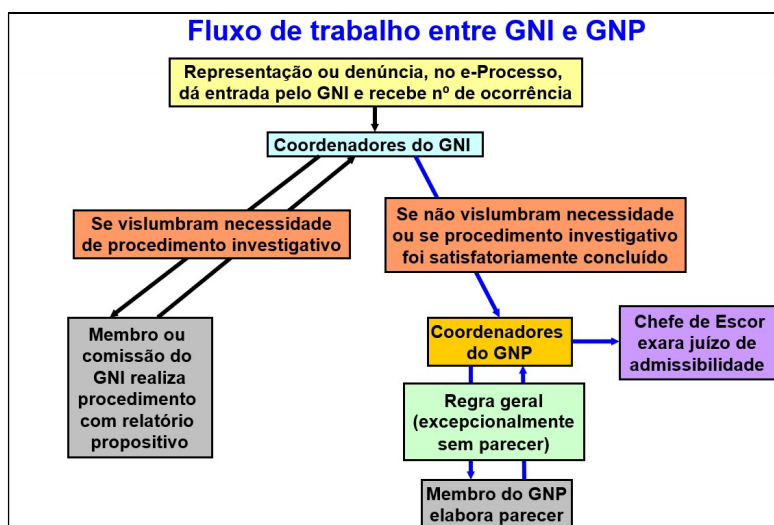 Fluxo de trabalho entre GNI e GNP
Representação ou denúncia, no e-Processo,
dá entrada pelo GNI e recebe nº de ocorrência
Coordenadores do GNI
Se vislumbram necessidade
de procedimento investigativo
Se não vislumbram necessidade
ou se procedimento investigativo
foi satisfatoriamente concluído
Membro ou
comissão do
GNI realiza
procedimento
com relatório
propositivo
Coordenadores
do GNP
Chefe de Escor
exara juízo de
admissibilidade
Regra geral
(excepcionalmente
sem parecer)
Membro do GNP
elabora parecer